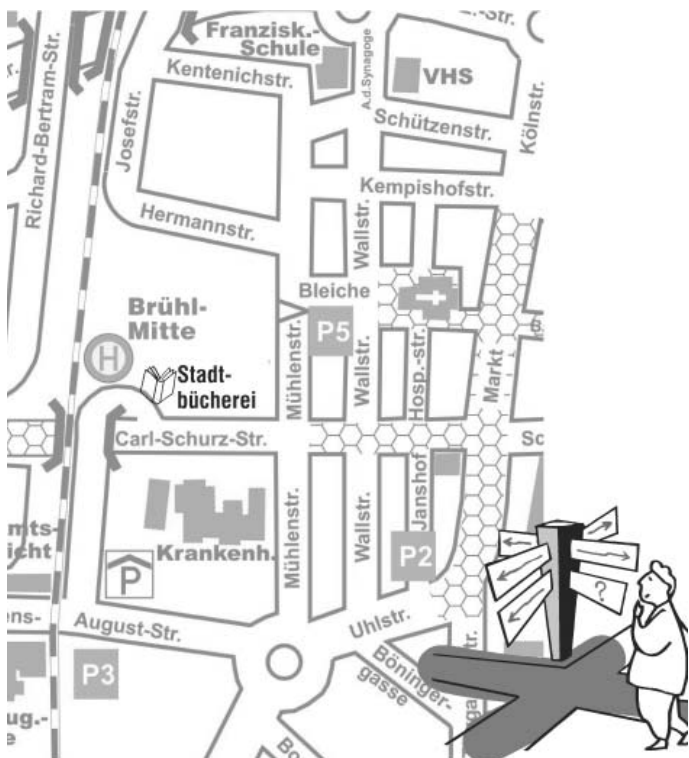 Franzisk.-
Schule
.-Str.
VHS
Kentenichstr.
A.d.Synagoge
Schützenstr.
Kölnstr.
Richard-Bertram-Str.
Josefstr.
Kempishofstr.
Hermannstr.
Wallstr.
Bleiche
Brühl-
Mitte
P5
H
Stadt-
bücherei
Mühlenstr.
Wallstr.
Hosp.-str.
Markt
Carl-Schurz-Str.
Janshof
Wallstr.
Mühlenstr.
Krankenh.
P
P2
August-Str.
Uhlstr.
P3
Böninger-
gasse
?